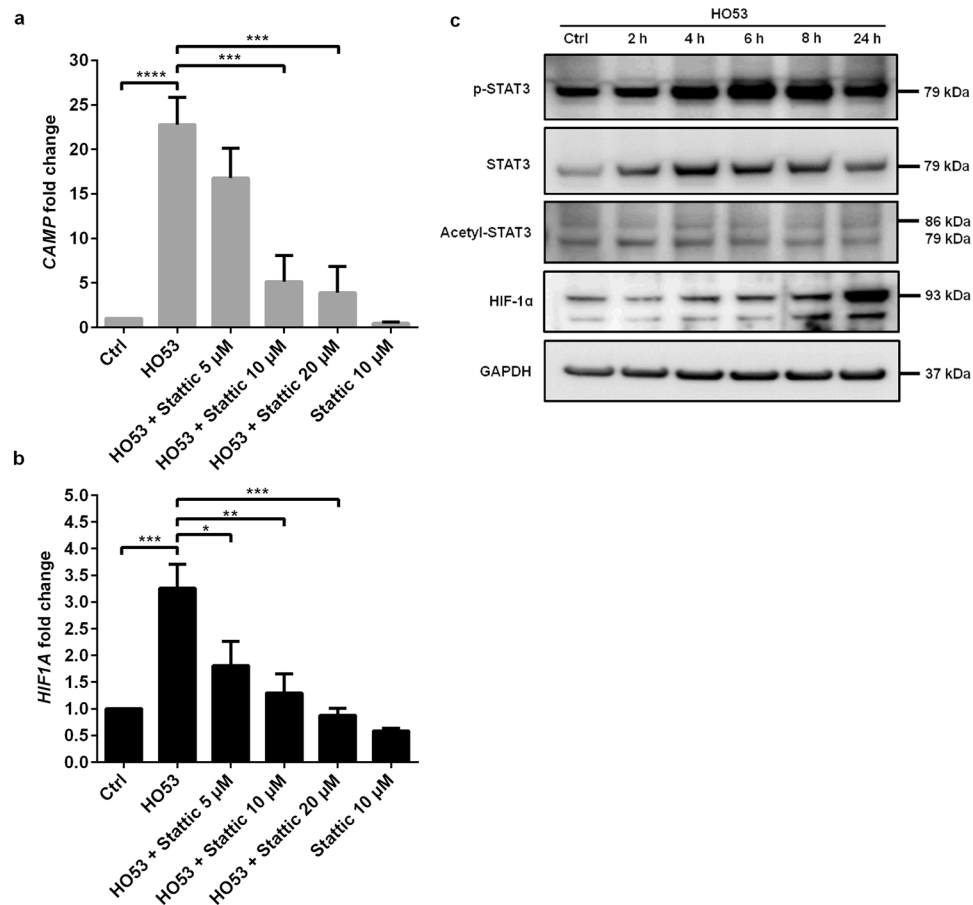 a
****
***
***
CAMP fold change
30
25
20
15
10
5
0
Ctrl
HO53
HO53 + Stattic 5 µM
HO53 + Stattic 10 µM
HO53 + Stattic 20 µM
Stattic 10 µM
b
***
*
**
***
HIF1A fold change
5.0
4.5
4.0
3.5
3.0
2.5
2.0
1.5
1.0
0.5
0.0
Ctrl
HO53
HO53 + Stattic 5 µM
HO53 + Stattic 10 µM
HO53 + Stattic 20 µM
Stattic 10 µM
c
HO53
Ctrl 2 h 4 h 6 h 8 h 24 h
p-STAT3 79 kDa
STAT3 79 kDa
86 kDa
Acetyl-STAT3 79 kDa
HIF-1α 93 kDa
GAPDH 37 kDa